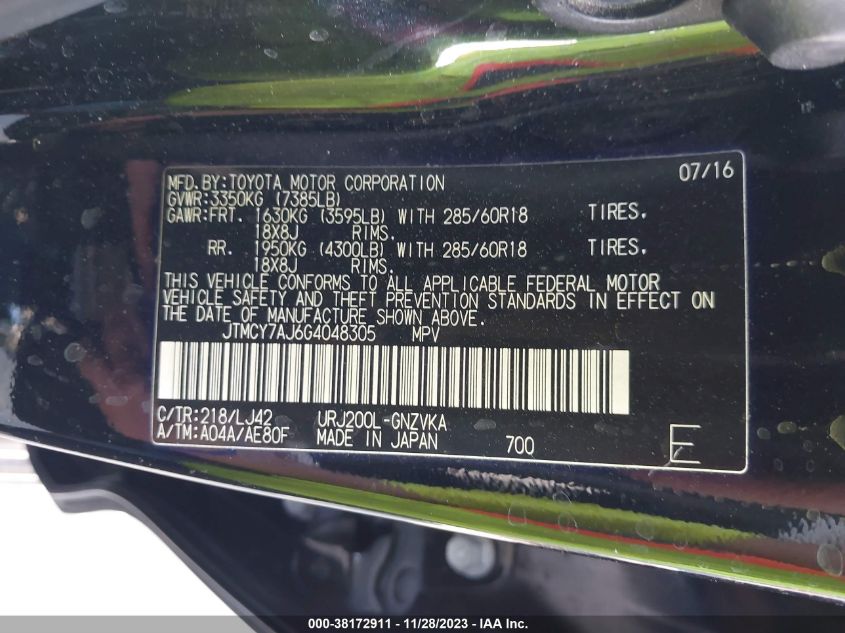 MFD.BY:TOYOTA MOTOR CORPORATION 07/16
GVWR:3350KG (7385LB)
GAWR:FRT. 1630KG (3595LB) WITH 285/60R18 TIRES.
18X8J RIMS.
RR. 1950KG (4300LB) WITH 285/60R18 TIRES.
18X8J RIMS.
THIS VEHICLE CONFORMS TO ALL APPLICABLE FEDERAL MOTOR
VEHICLE SAFETY AND THEFT PREVENTION STANDARDS IN EFFECT ON
THE DATE OF MANUFACTURE SHOWN ABOVE.
JTMCY7AJ6G4048305 MPV
C/TR:218/LJ42 URJ200L-GNZVKA
A/TM:A04A/AE80F MADE IN JAPAN 700 E
000-38172911 - 11/28/2023 - IAA Inc.